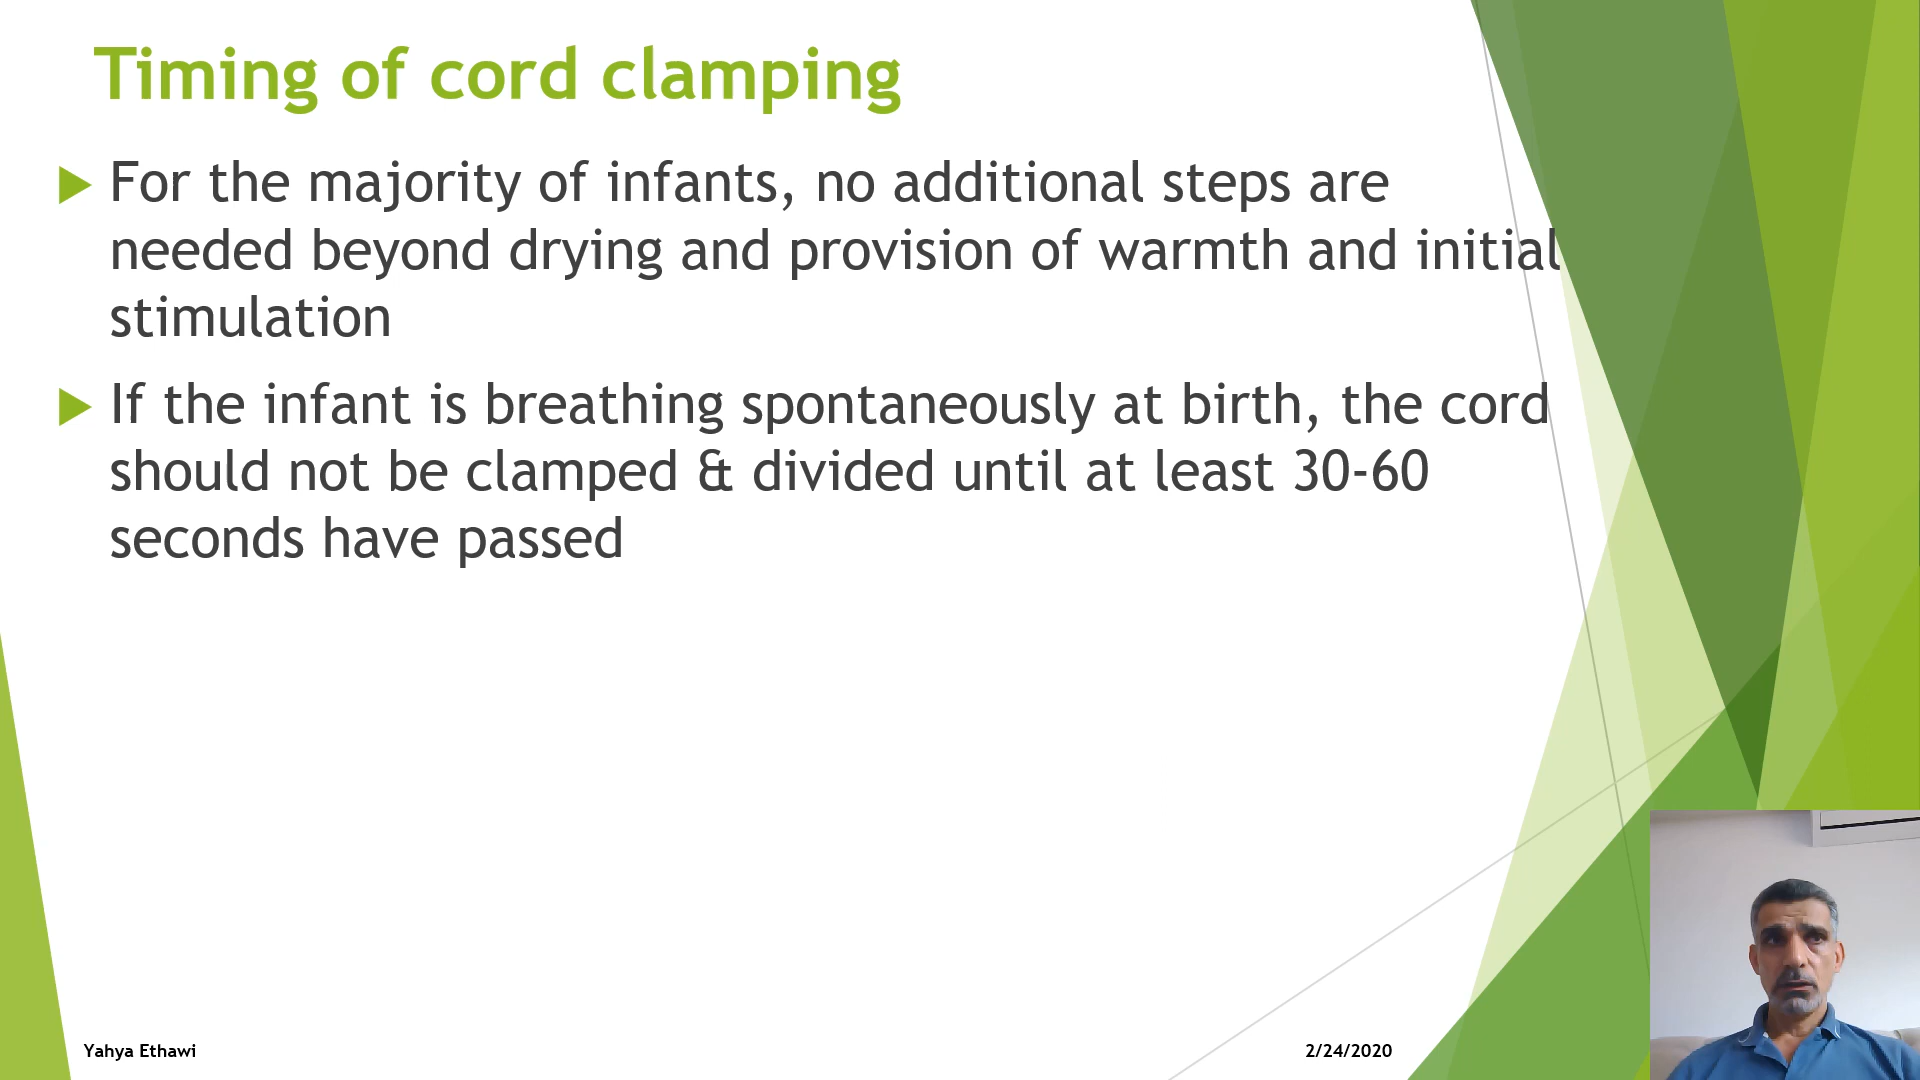 Timing of cord clamping
For the majority of infants, no additional steps are
needed beyond drying and provision of warmth and initial
stimulation
If the infant is breathing spontaneously at birth, the cord
should not be clamped & divided until at least 30-60
seconds have passed
Yahya Ethawi
2/24/2020